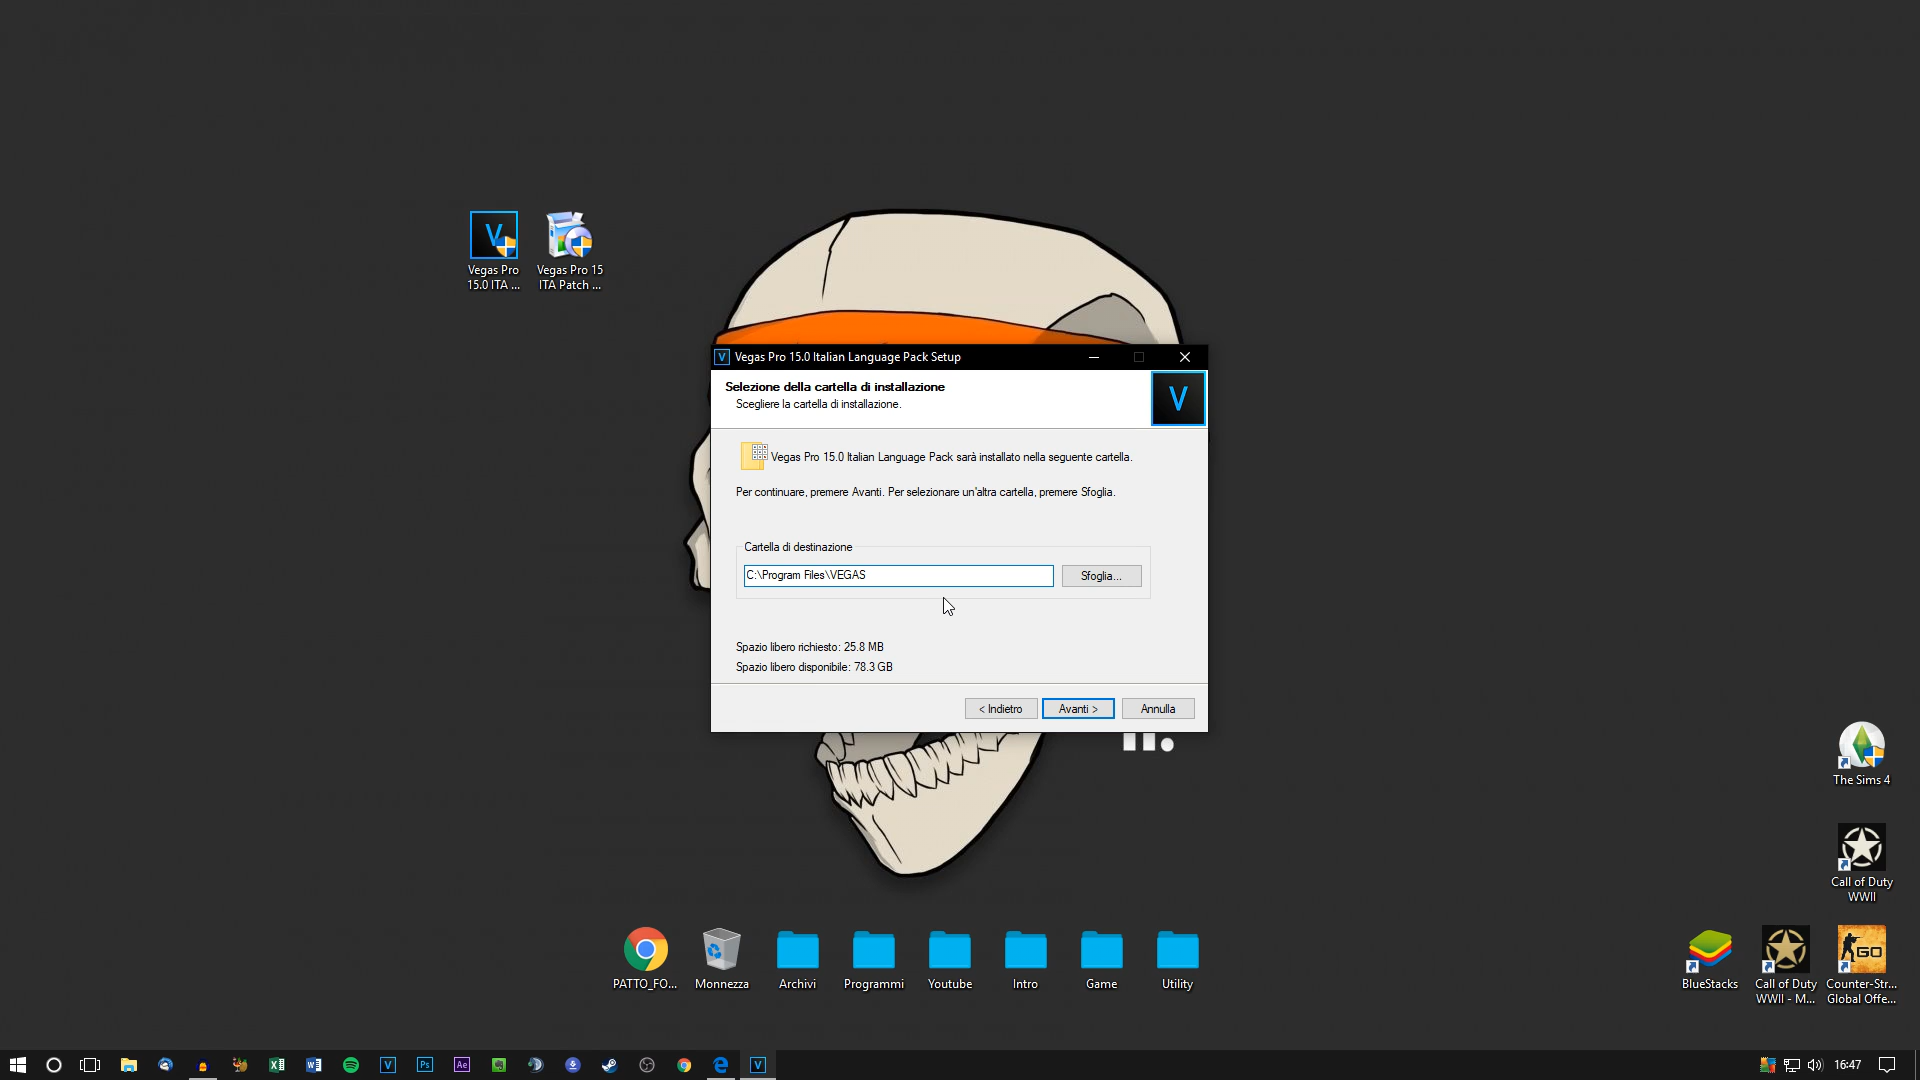 Vegas Pro
15.0 ITA ...
Vegas Pro 15
ITA Patch ...
V Vegas Pro 15.0 Italian Language Pack Setup
Selezione della cartella di installazione
Scegliere la cartella di installazione.
V
Vegas Pro 15.0 Italian Language Pack sarà installato nella seguente cartella.
Per continuare, premere Avanti. Per selezionare un'altra cartella, premere Sfoglia.
Cartella di destinazione
C:\Program Files\VEGAS
Sfoglia...
Spazio libero richiesto: 25.8 MB
Spazio libero disponibile: 78.3 GB
< Indietro
Avanti >
Annulla
The Sims 4
Call of Duty
WWII
PATTO_FO...
Monnezza
Archivi
Programmi
Youtube
Intro
Game
Utility
BlueStacks
Call of Duty
WWII - M...
GO
Counter-Str...
Global Offe...
V
Ps
Ae
V
16:47